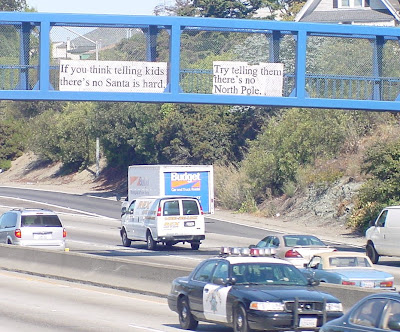 If you think telling kids
there's no Santa is hard,
Try telling them
there's no
North Pole.
Budget